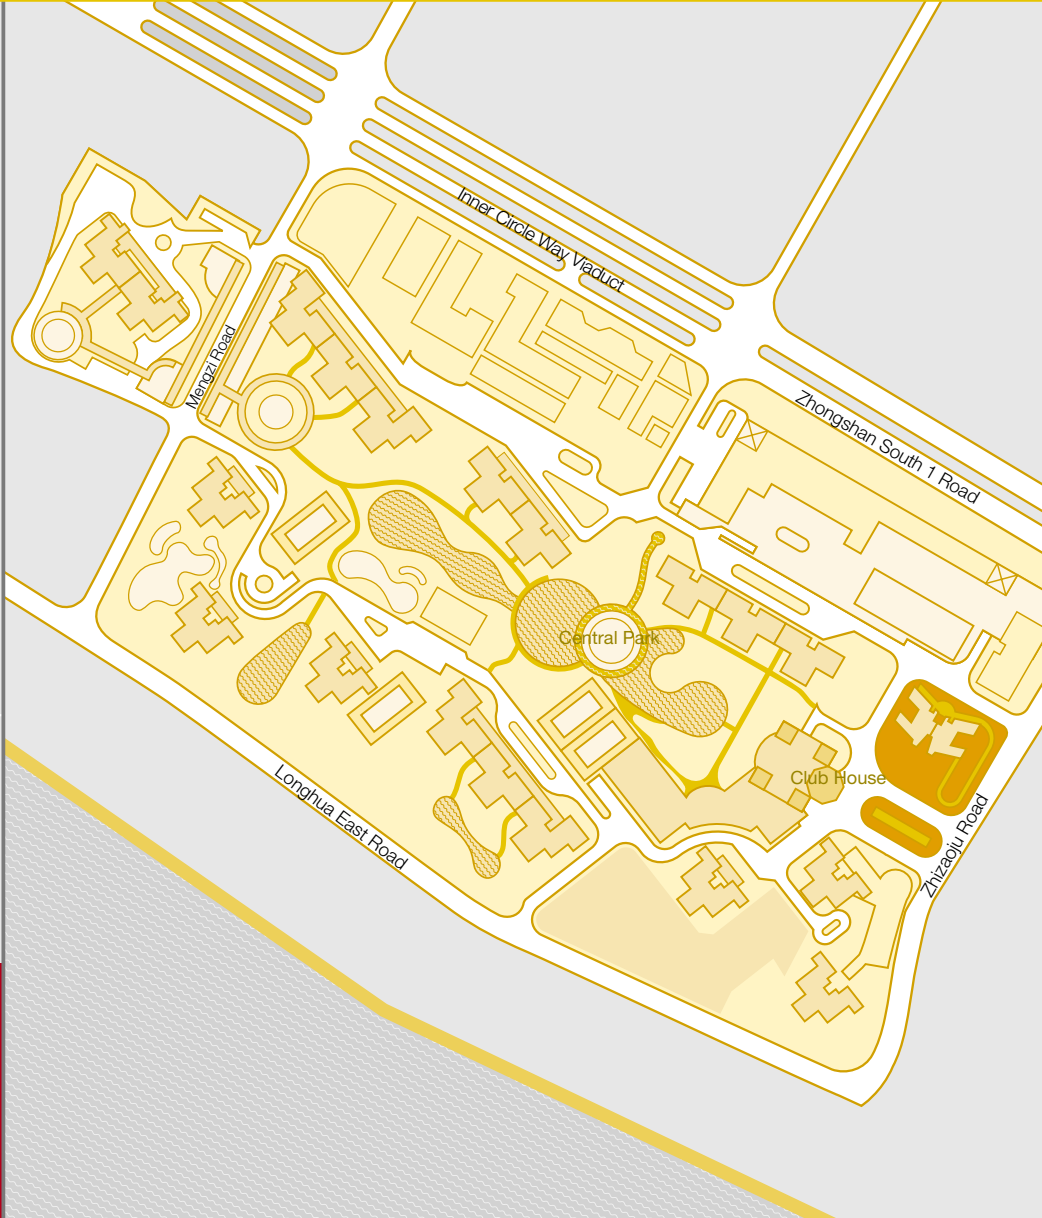 Inner Circle Way Viaduct
Mengzi Road
Zhongshan South 1 Road
Central Park
Club House
Longhua East Road
Zhizaoju Road